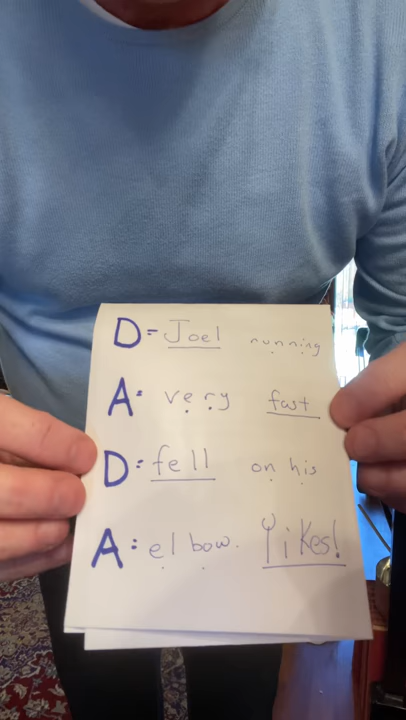 D= Joel running
A: very fast
D: fell on his
A: elbow. Yikes!